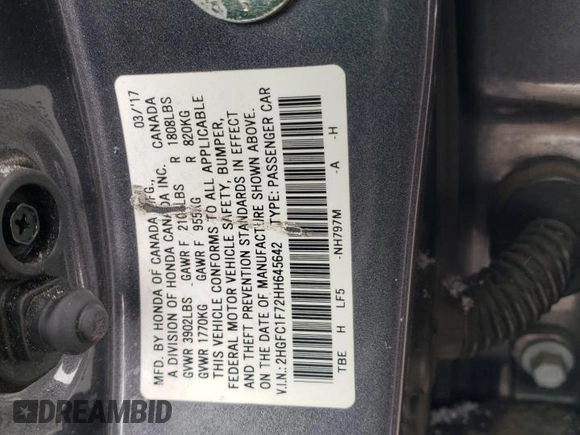 MFD. BY HONDA OF CANADA MFG., 03/'17
A DIVISION OF HONDA CANADA INC. CANADA
GVWR 3902LBS GAWR F 2104LBS R 1808LBS
GVWR 1770KG GAWR F 955KG R 820KG
THIS VEHICLE CONFORMS TO ALL APPLICABLE
FEDERAL MOTOR VEHICLE SAFETY, BUMPER,
AND THEFT PREVENTION STANDARDS IN EFFECT
ON THE DATE OF MANUFACTURE SHOWN ABOVE.
V.I.N.: 2HGFC1F72HH645642 TYPE: PASSENGER CAR
TBE H LF5 -NH797M -A -H
DREAMBID